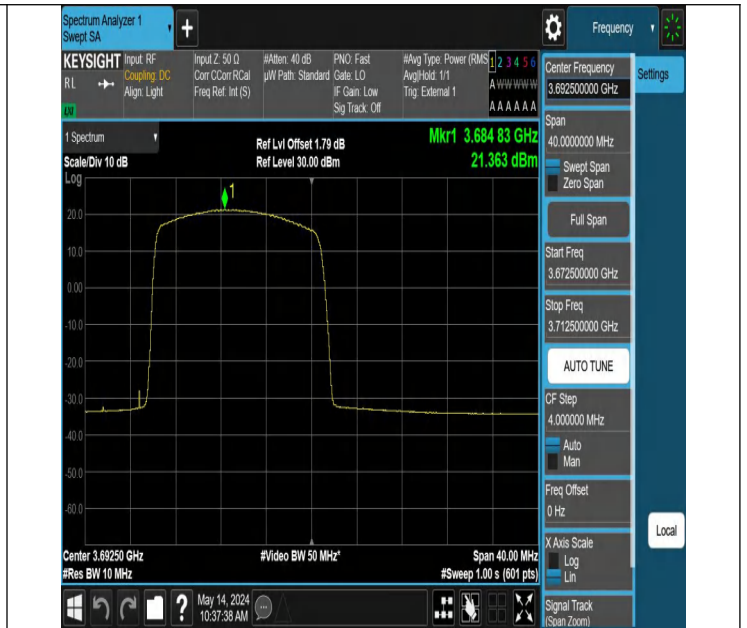 Spectrum Analyzer 1
Swept SA
+
Frequency
KEYSIGHT
RL
Input: RF
Coupling: DC
Align: Light
Input Z: 50 Ω
Corr CCorr RCal
Freq Ref: Int (S)
#Atten: 40 dB
µW Path: Standard
PNO: Fast
Gate: LO
IF Gain: Low
Sig Track: Off
#Avg Type: Power (RMS
Avg|Hold: 1/1
Trig: External 1
1 2 3 4 5 6
A W W W W W
A A A A A A
1 Spectrum
Scale/Div 10 dB
Ref Lvl Offset 1.79 dB
Ref Level 30.00 dBm
Mkr1 3.684 83 GHz
21.363 dBm
Log
1
20.0
10.0
0.00
-10.0
-20.0
-30.0
-40.0
-50.0
-60.0
Center 3.69250 GHz
#Res BW 10 MHz
#Video BW 50 MHz*
Span 40.00 MHz
#Sweep 1.00 s (601 pts)
Center Frequency
3.692500000 GHz
Settings
Span
40.0000000 MHz
Swept Span
Zero Span
Full Span
Start Freq
3.672500000 GHz
Stop Freq
3.712500000 GHz
AUTO TUNE
CF Step
4.000000 MHz
Auto
Man
Freq Offset
0 Hz
X Axis Scale
Log
Lin
Local
Signal Track
(Span Zoom)
?
May 14, 2024
10:37:38 AM